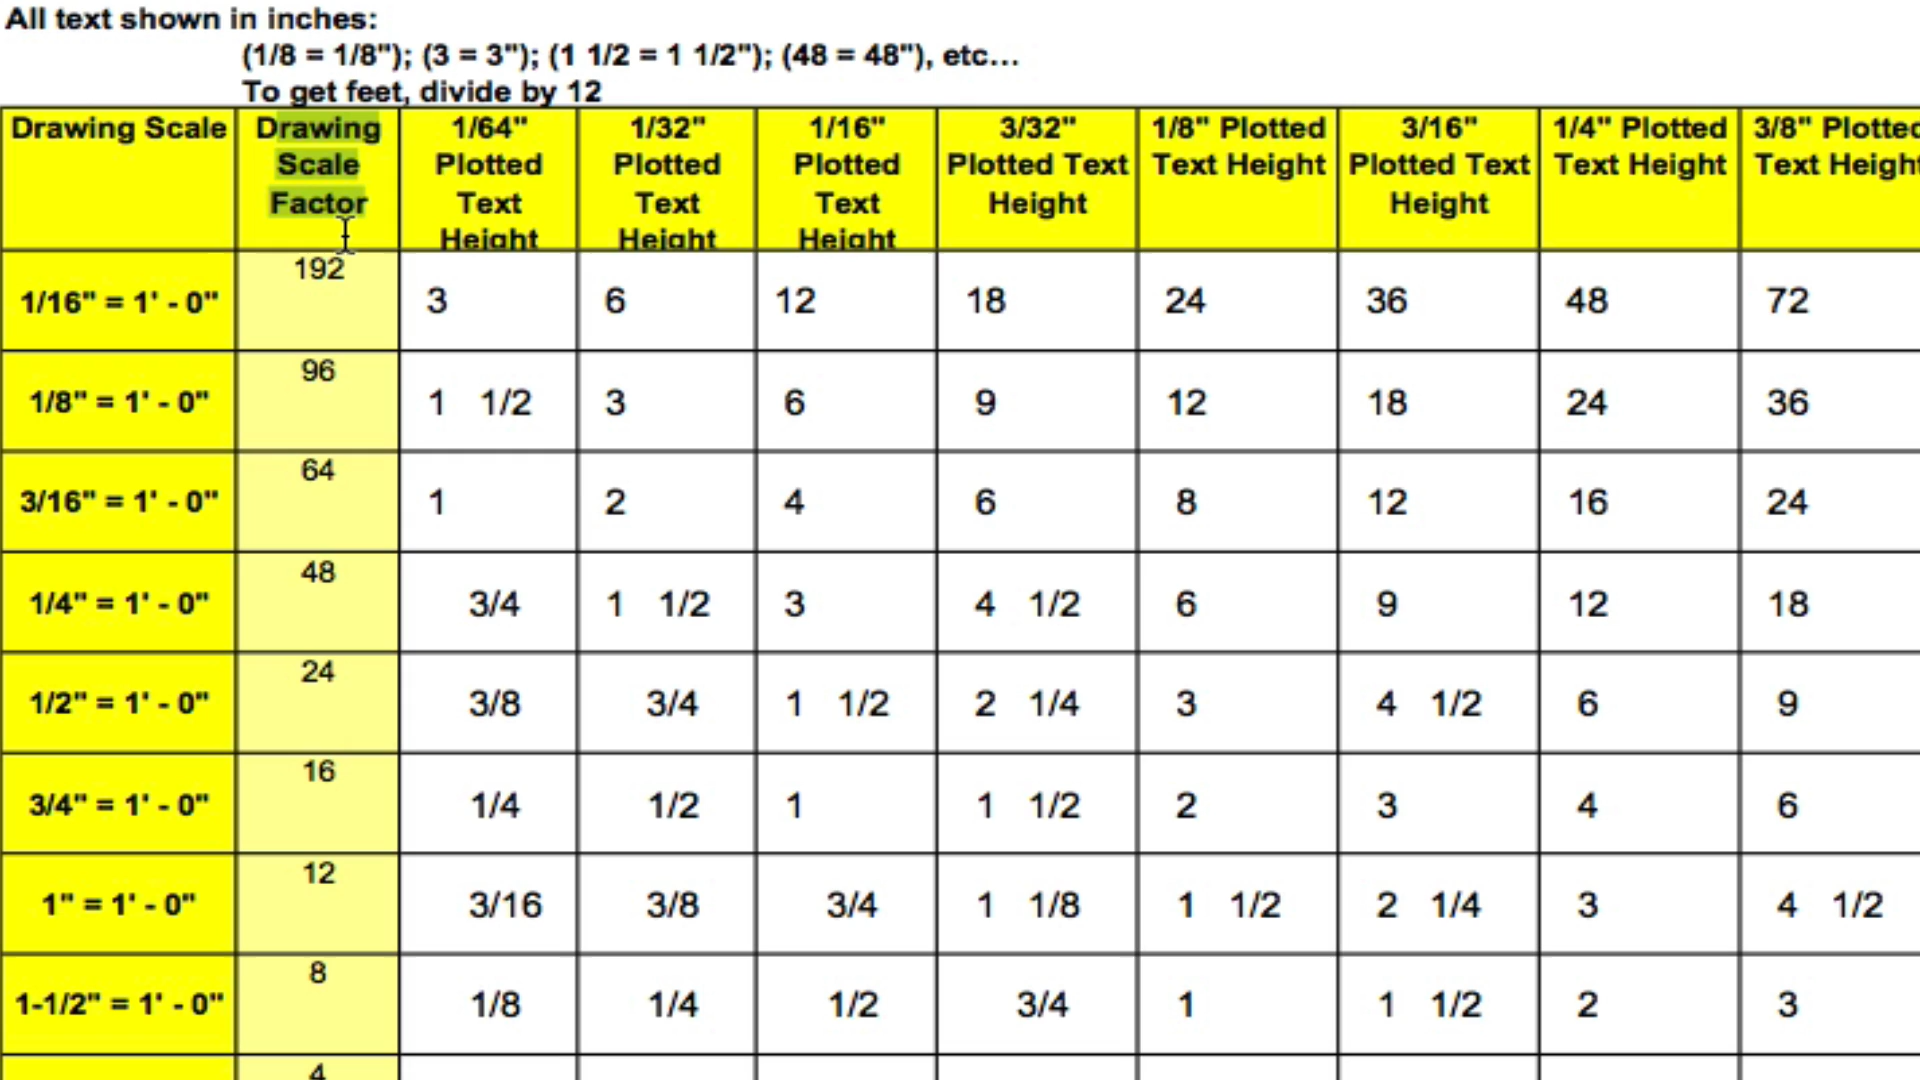 All text shown in inches:
(1/8 = 1/8"); (3 = 3"); (1 1/2 = 1 1/2"); (48 = 48"), etc...
To get feet, divide by 12
Drawing Scale Drawing Scale Factor 1/64" Plotted Text Height 1/32" Plotted Text Height 1/16" Plotted Text Height 3/32" Plotted Text Height 1/8" Plotted Text Height 3/16" Plotted Text Height 1/4" Plotted Text Height 3/8" Plotted Text Height
1/16" = 1' - 0" 192 3 6 12 18 24 36 48 72
1/8" = 1' - 0" 96 1 1/2 3 6 9 12 18 24 36
3/16" = 1' - 0" 64 1 2 4 6 8 12 16 24
1/4" = 1' - 0" 48 3/4 1 1/2 3 4 1/2 6 9 12 18
1/2" = 1' - 0" 24 3/8 3/4 1 1/2 2 1/4 3 4 1/2 6 9
3/4" = 1' - 0" 16 1/4 1/2 1 1 1/2 2 3 4 6
1" = 1' - 0" 12 3/16 3/8 3/4 1 1/8 1 1/2 2 1/4 3 4 1/2
1-1/2" = 1' - 0" 8 1/8 1/4 1/2 3/4 1 1 1/2 2 3
4